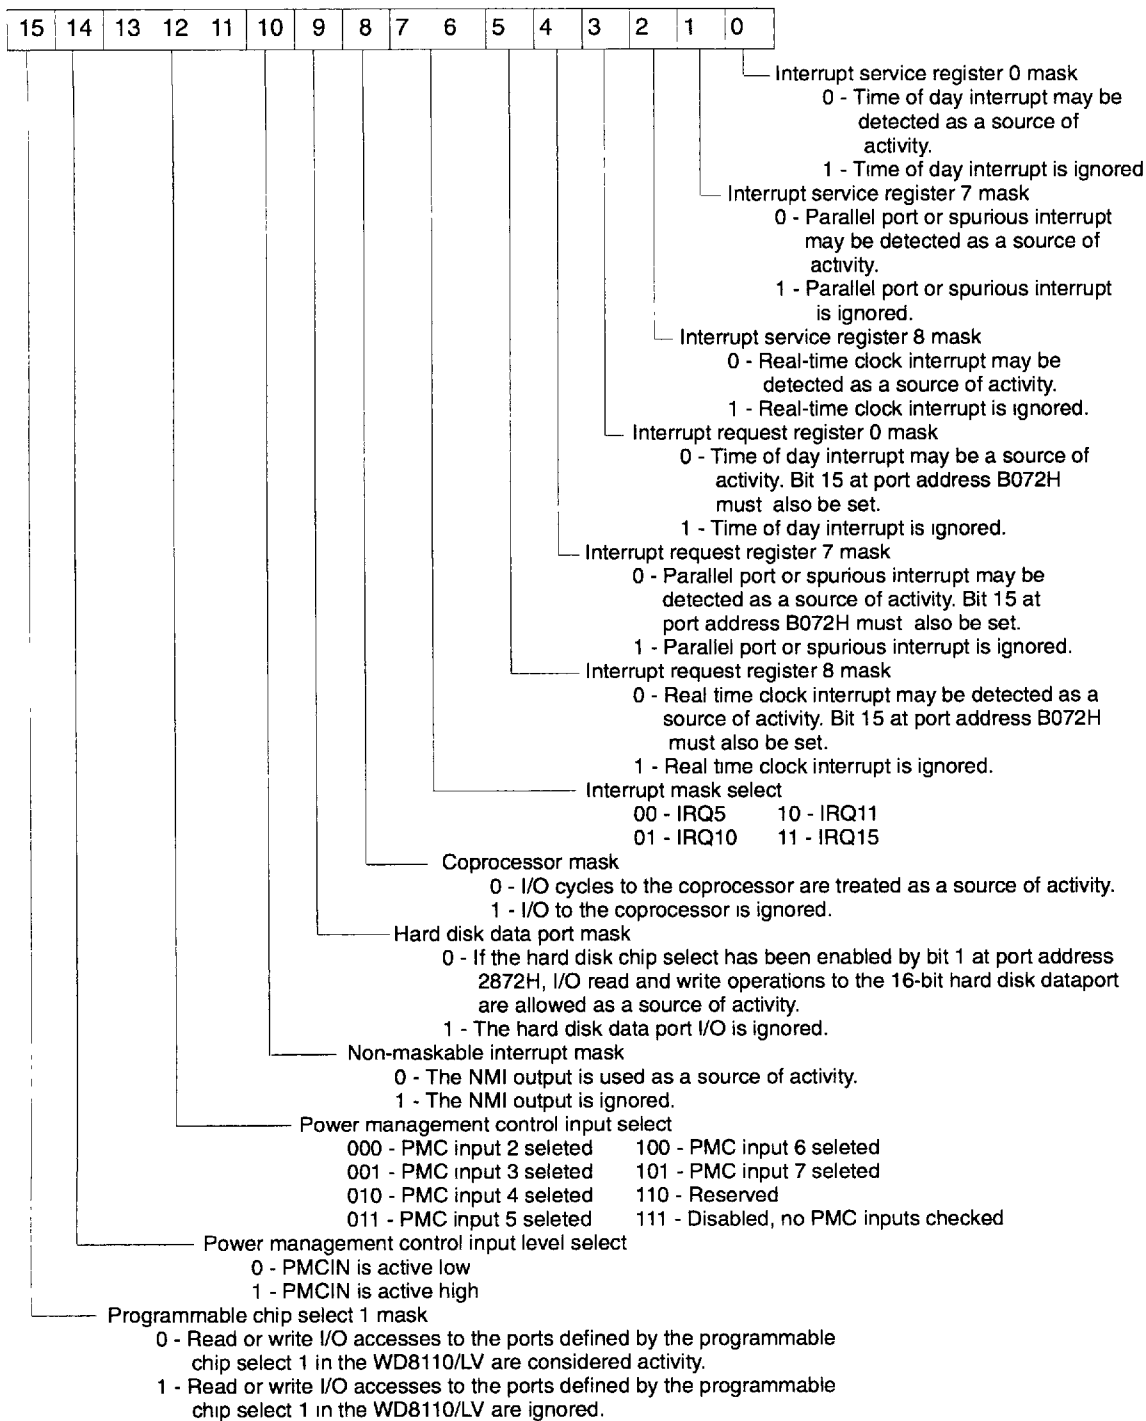 15 14 13 12 11 10 9 8 7 6 5 4 3 2 1 0
Interrupt service register 0 mask
0 - Time of day interrupt may be
detected as a source of
activity.
1 - Time of day interrupt is ignored
Interrupt service register 7 mask
0 - Parallel port or spurious interrupt
may be detected as a source of
activity.
1 - Parallel port or spurious interrupt
is ignored.
Interrupt service register 8 mask
0 - Real-time clock interrupt may be
detected as a source of activity.
1 - Real-time clock interrupt is ignored.
Interrupt request register 0 mask
0 - Time of day interrupt may be a source of
activity. Bit 15 at port address B072H
must also be set.
1 - Time of day interrupt is ignored.
Interrupt request register 7 mask
0 - Parallel port or spurious interrupt may be
detected as a source of activity. Bit 15 at
port address B072H must also be set.
1 - Parallel port or spurious interrupt is ignored.
Interrupt request register 8 mask
0 - Real time clock interrupt may be detected as a
source of activity. Bit 15 at port address B072H
must also be set.
1 - Real time clock interrupt is ignored.
Interrupt mask select
00 - IRQ5 10 - IRQ11
01 - IRQ10 11 - IRQ15
Coprocessor mask
0 - I/O cycles to the coprocessor are treated as a source of activity.
1 - I/O to the coprocessor is ignored.
Hard disk data port mask
0 - If the hard disk chip select has been enabled by bit 1 at port address
2872H, I/O read and write operations to the 16-bit hard disk dataport
are allowed as a source of activity.
1 - The hard disk data port I/O is ignored.
Non-maskable interrupt mask
0 - The NMI output is used as a source of activity.
1 - The NMI output is ignored.
Power management control input select
000 - PMC input 2 seleted 100 - PMC input 6 seleted
001 - PMC input 3 seleted 101 - PMC input 7 seleted
010 - PMC input 4 seleted 110 - Reserved
011 - PMC input 5 seleted 111 - Disabled, no PMC inputs checked
Power management control input level select
0 - PMCIN is active low
1 - PMCIN is active high
Programmable chip select 1 mask
0 - Read or write I/O accesses to the ports defined by the programmable
chip select 1 in the WD8110/LV are considered activity.
1 - Read or write I/O accesses to the ports defined by the programmable
chip select 1 in the WD8110/LV are ignored.